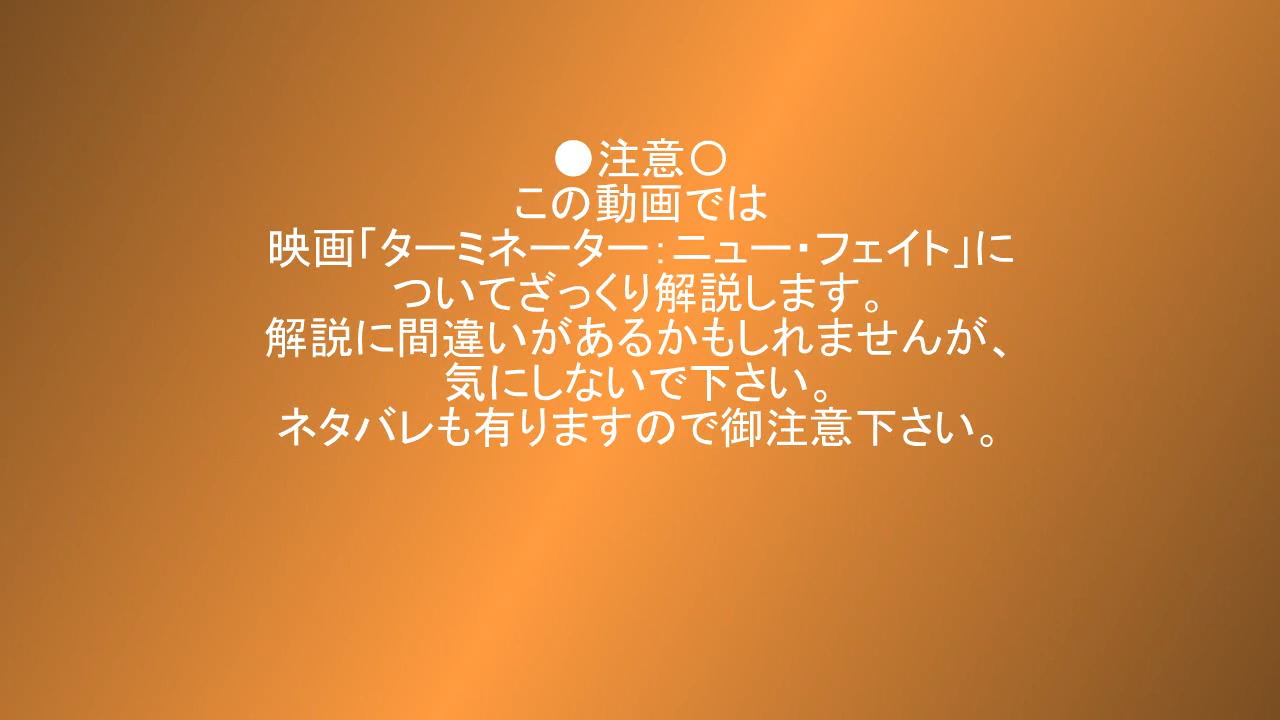 ●注意○
この動画では
映画「ターミネーター：ニュー・フェイト」に
ついてざっくり解説します。
解説に間違いがあるかもしれませんが、
気にしないで下さい。
ネタバレも有りますので御注意下さい。